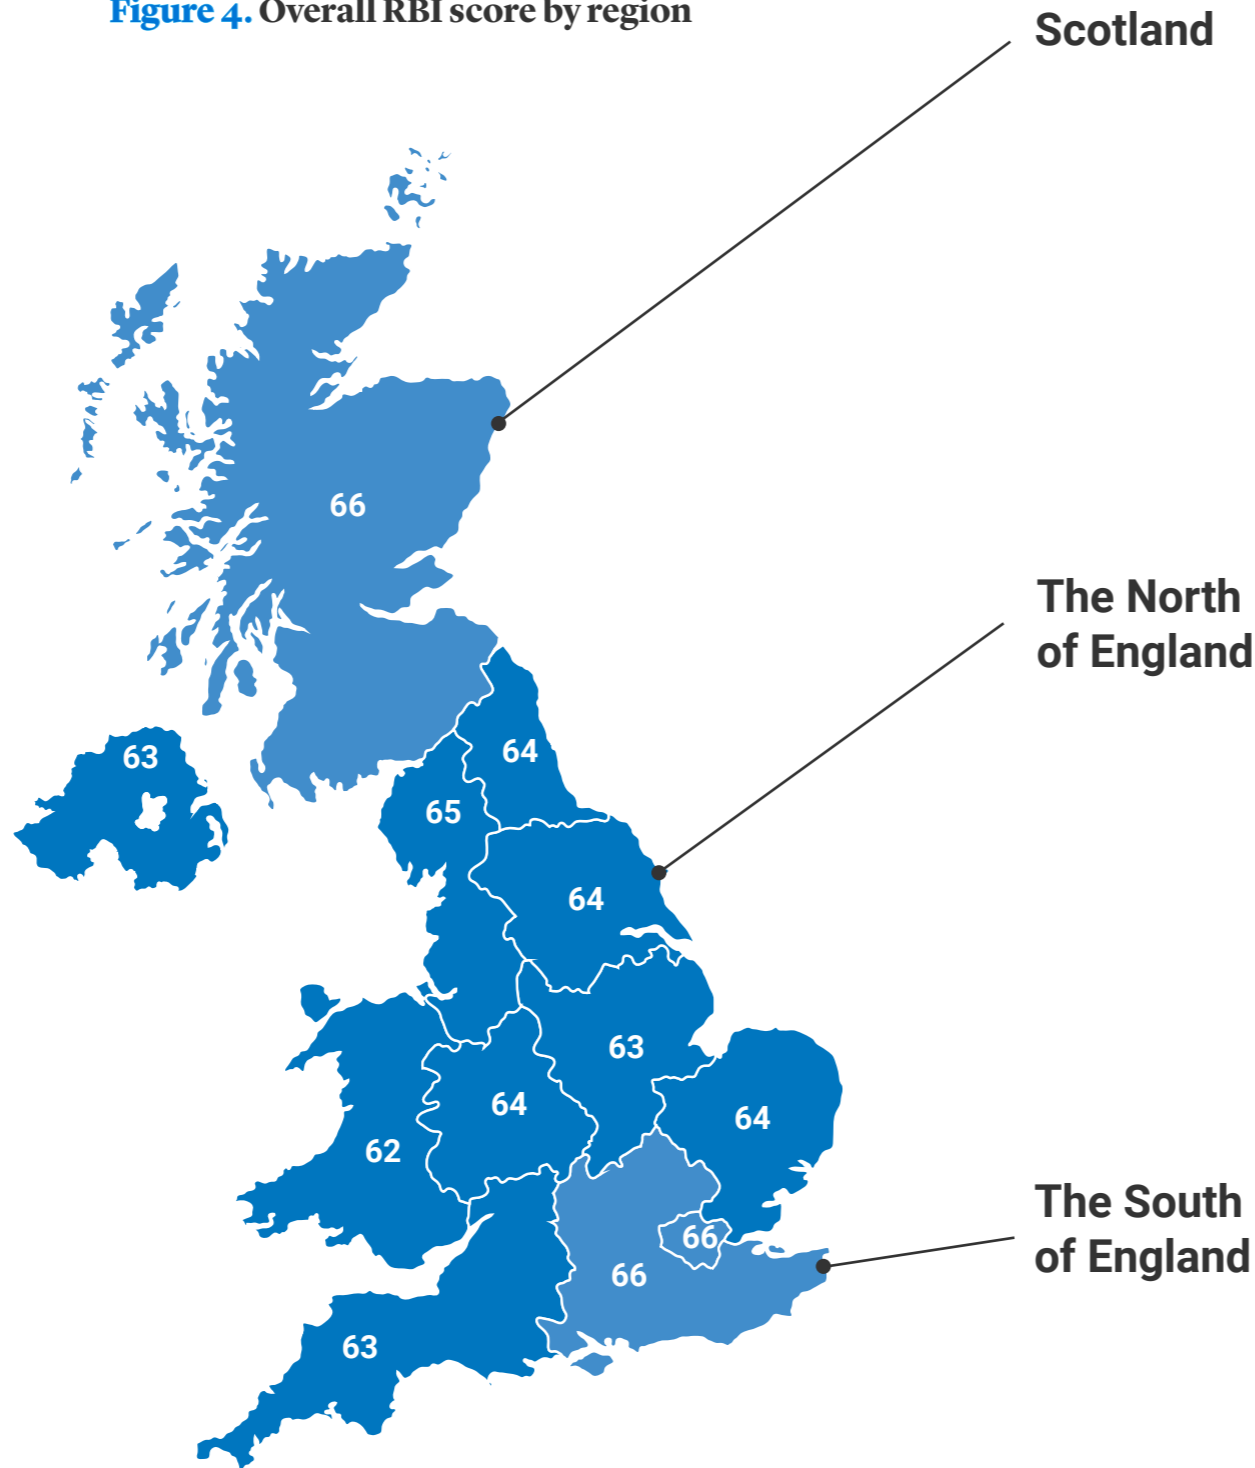 Figure 4. Overall RBI score by region
Scotland
66
The North
of England
63
64
65
64
63
64
64
62
The South
of England
66
66
63